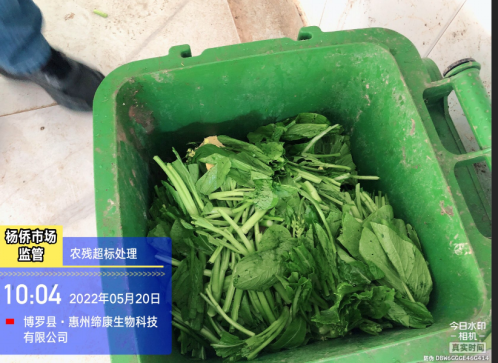 杨侨市场
监管
农残超标处理
10:04
2022年05月20日
博罗县·惠州缔康生物科技
有限公司
今日水印
相机
真实时间
防伪